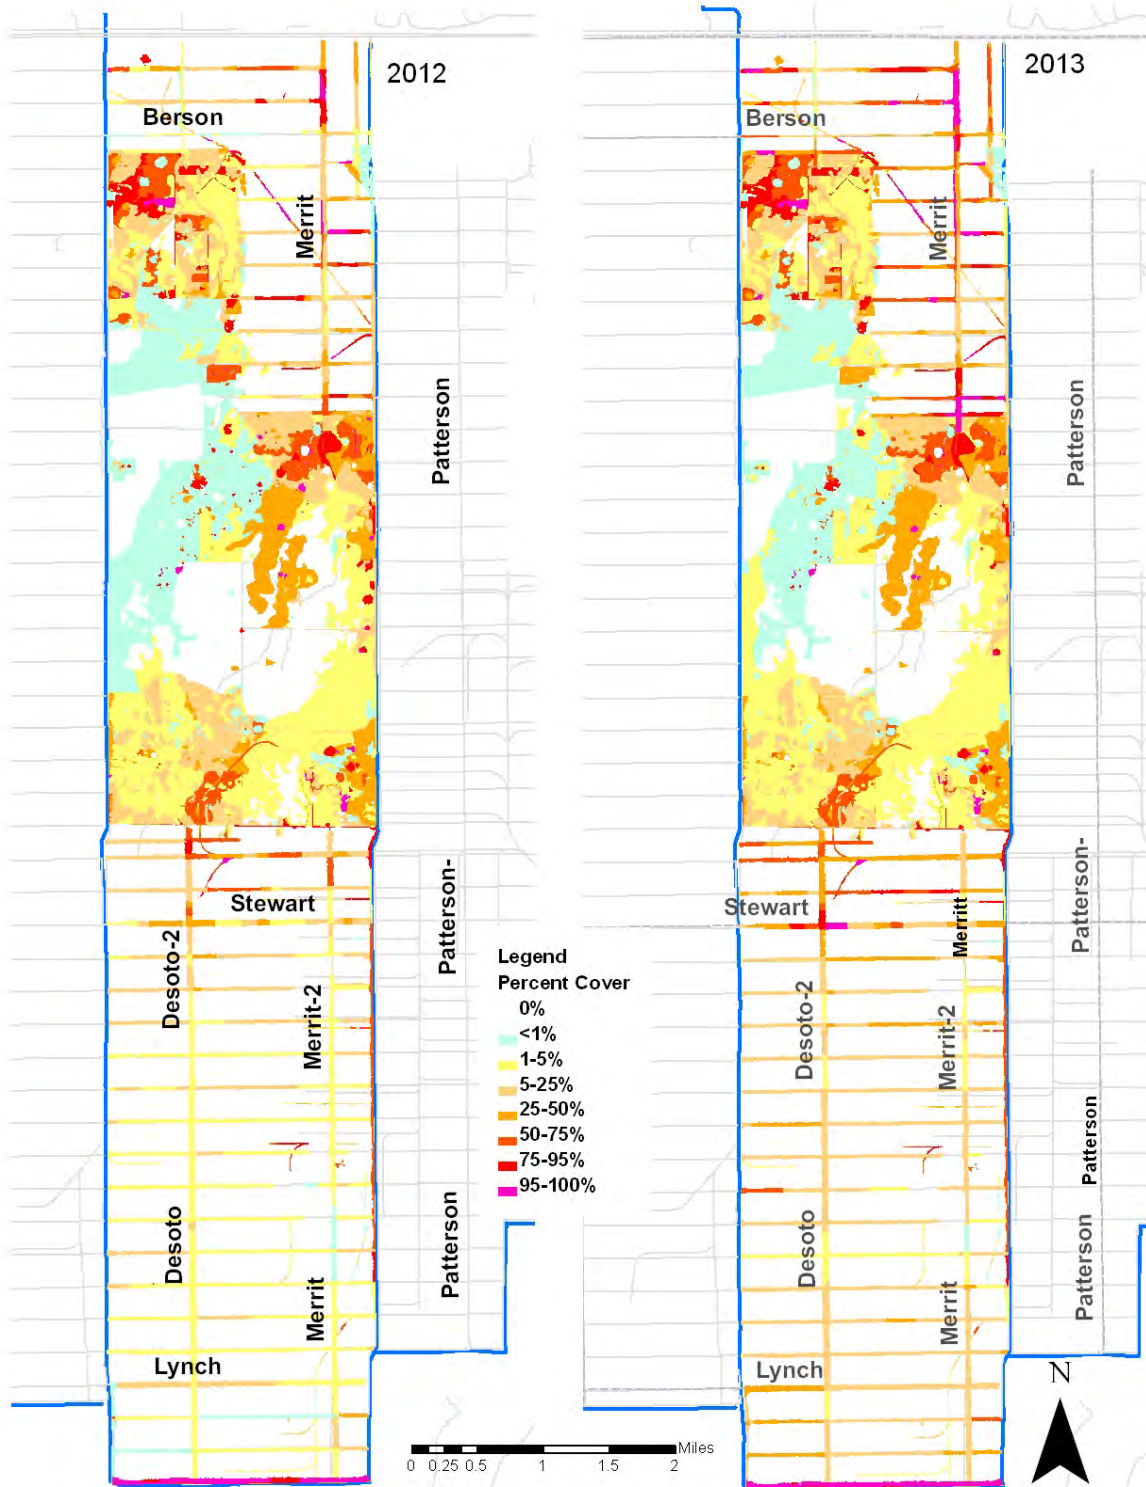 2012
Berson
Merrit
Patterson
Stewart
Patterson-
Desoto-2
Merrit-2
Desoto
Patterson
Merrit
Lynch
Legend
Percent Cover
0%
<1%
1-5%
5-25%
25-50%
50-75%
75-95%
95-100%
2013
Berson
Merrit
Patterson
Stewart
Merritt
Patterson-
Desoto-2
Merrit-2
Patterson
Desoto
Patterson
Merrit
Lynch
N
Miles
0 0.25 0.5 1 1.5 2